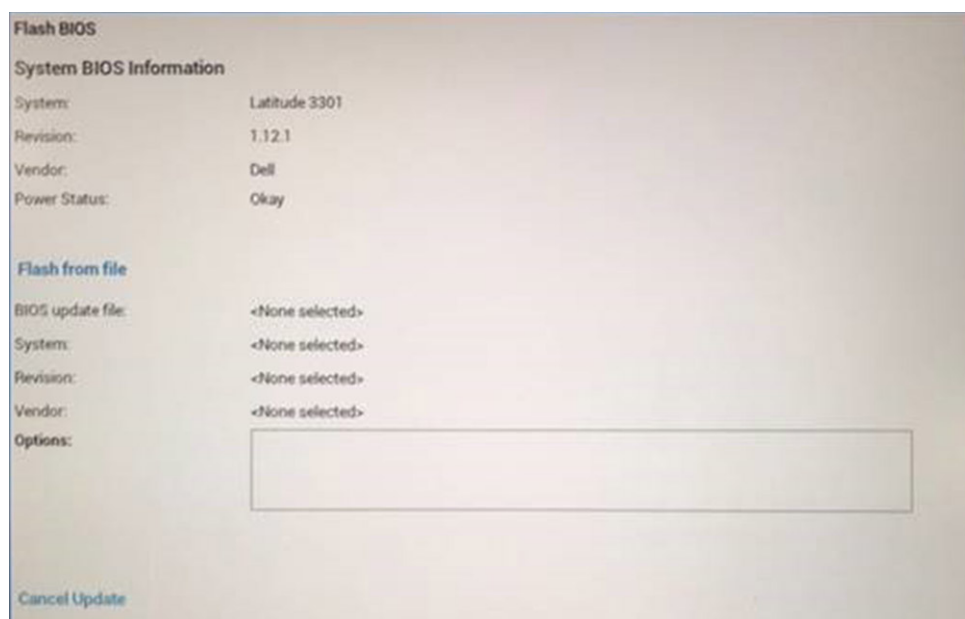 Flash BIOS
System BIOS Information
System: Latitude 3301
Revision: 1.12.1
Vendor: Dell
Power Status: Okay
Flash from file
BIOS update file: <None selected>
System: <None selected>
Revision: <None selected>
Vendor: <None selected>
Options:
Cancel Update